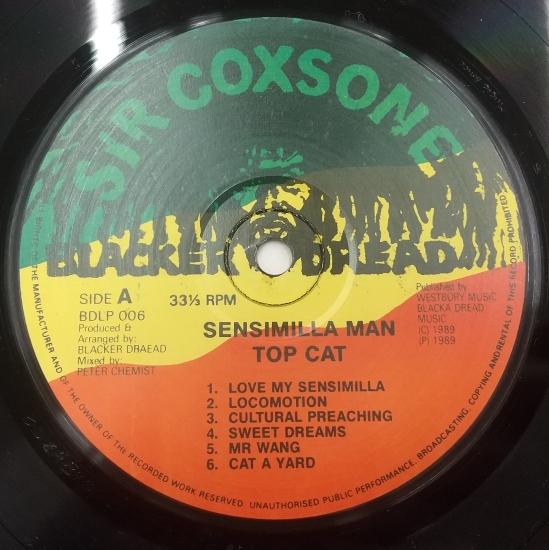 SIR COXSONE
BLACKER DREAD
SIDE A
33⅓ RPM
BDLP 006
Produced &
Arranged by:
BLACKER DRAEAD
Mixed by:
PETER CHEMIST
Published by
WESTBURY MUSIC
BLACKA DREAD
MUSIC
(C) 1989
(P) 1989
SENSIMILLA MAN
TOP CAT
1. LOVE MY SENSIMILLA
2. LOCOMOTION
3. CULTURAL PREACHING
4. SWEET DREAMS
5. MR WANG
6. CAT A YARD
OF THE MANUFACTURER AND OF THE OWNER OF THE RECORDED WORK RESERVED. UNAUTHORISED PUBLIC PERFORMANCE, BROADCASTING, COPYING AND RENTAL OF THIS RECORD PROHIBITED